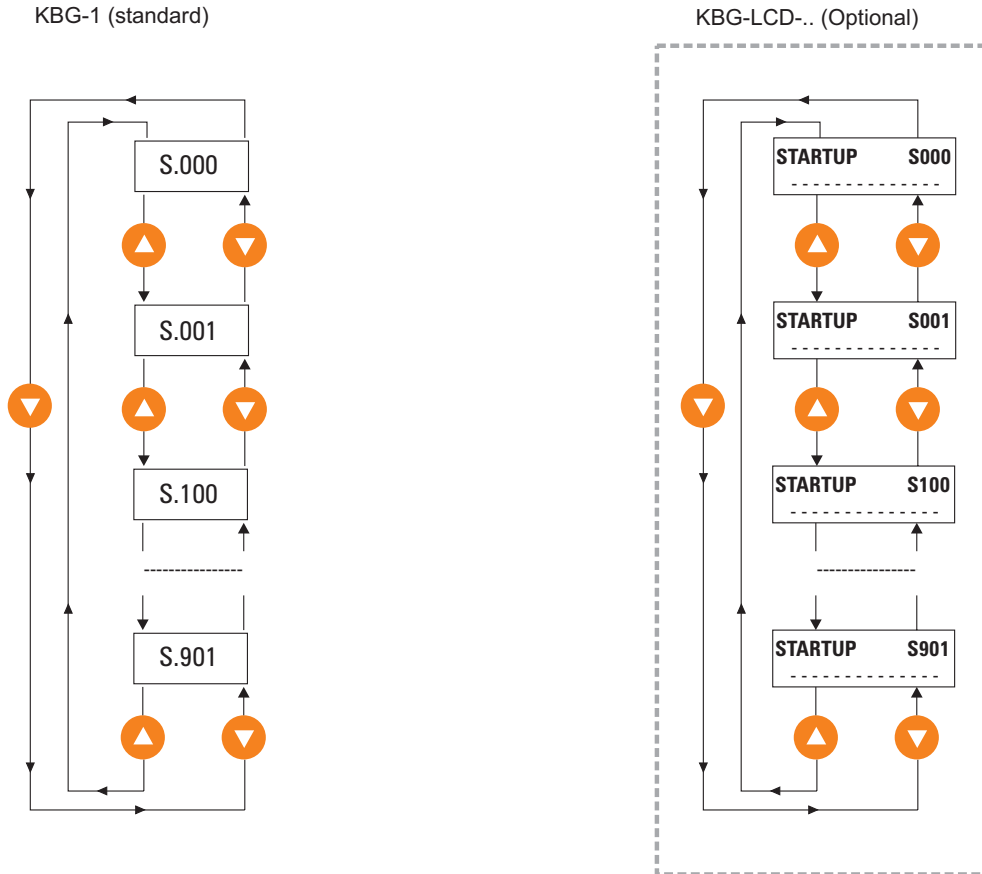 KBG-1 (standard)
S.000
S.001
S.100
----------------
S.901
KBG-LCD-.. (Optional)
STARTUP S000
- - - - - - - - - - - - - -
STARTUP S001
- - - - - - - - - - - - - -
STARTUP S100
- - - - - - - - - - - - - -
----------------
STARTUP S901
- - - - - - - - - - - - - -